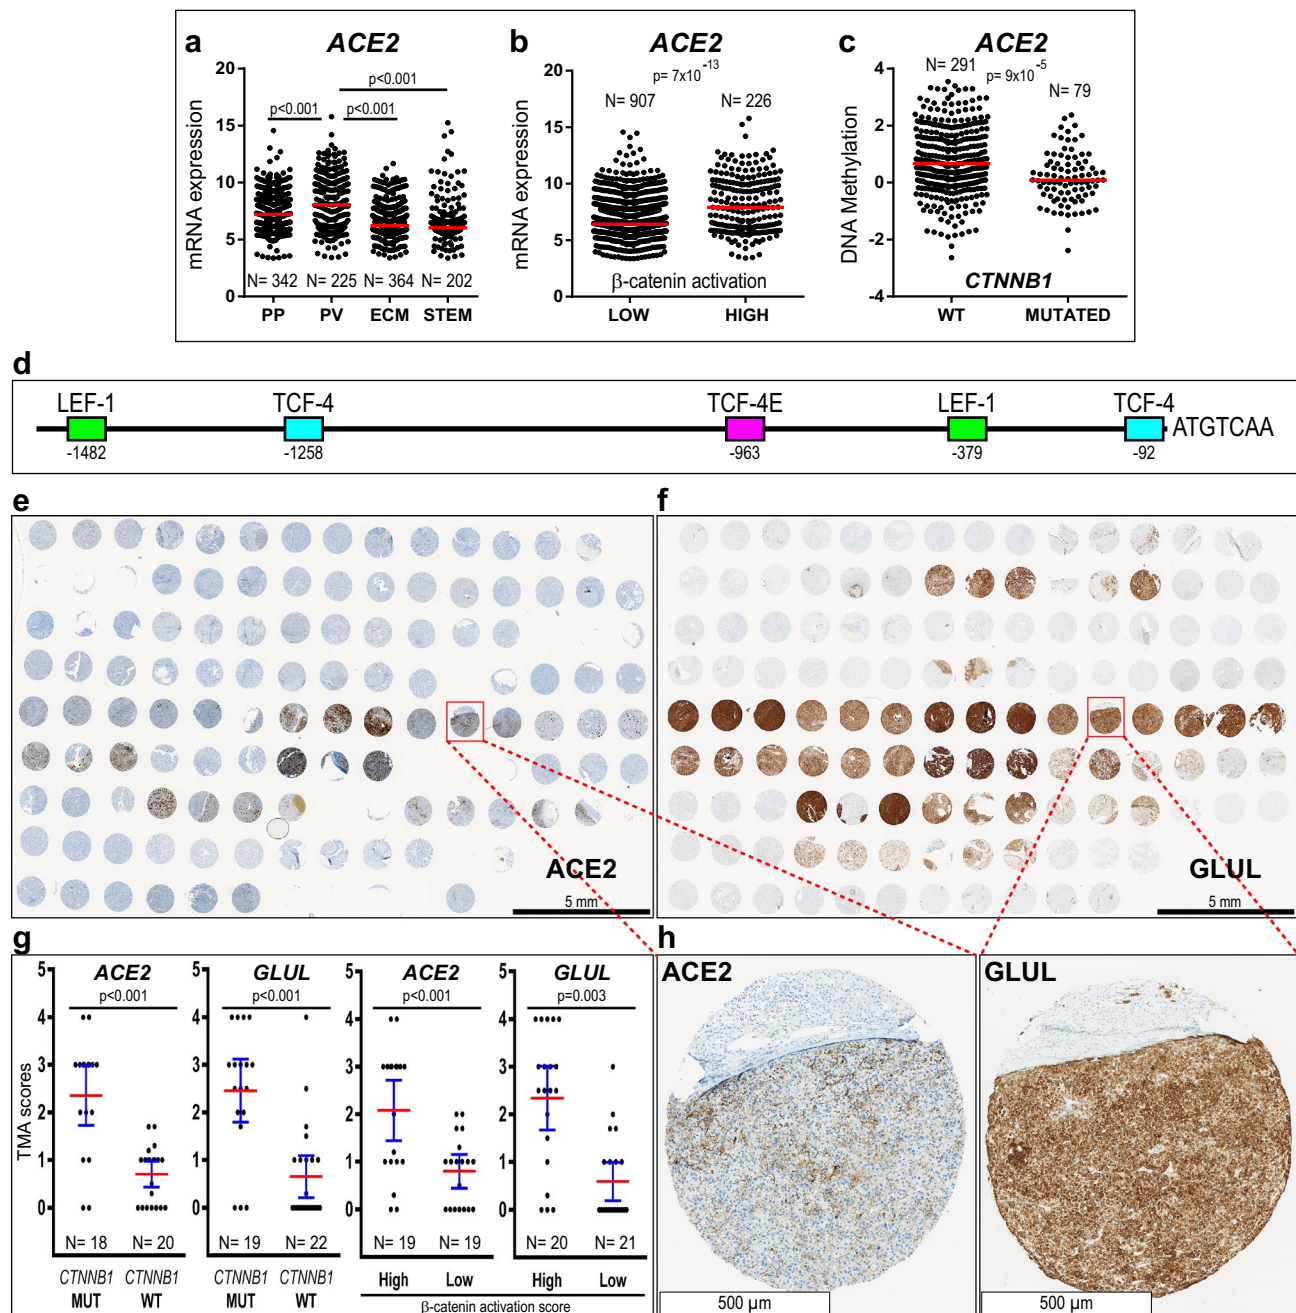 a
ACE2
mRNA expression
20
15
10
5
0
p<0.001
p<0.001
p<0.001
N= 342
N= 225
N= 364
N= 202
PP
PV
ECM
STEM
b
ACE2
p= 7x10⁻¹³
mRNA expression
20
15
10
5
0
N= 907
N= 226
β-catenin activation
LOW
HIGH
c
ACE2
p= 9x10⁻⁵
DNA Methylation
4
2
0
-2
-4
N= 291
N= 79
CTNNB1
WT
MUTATED
d
LEF-1
TCF-4
TCF-4E
LEF-1
TCF-4
ATGTCAA
-1482
-1258
-963
-379
-92
e
ACE2
5 mm
f
GLUL
5 mm
g
TMA scores
5
4
3
2
1
0
ACE2
p<0.001
N= 18
N= 20
CTNNB1 MUT
CTNNB1 WT
5
4
3
2
1
0
GLUL
p<0.001
N= 19
N= 22
CTNNB1 MUT
CTNNB1 WT
5
4
3
2
1
0
ACE2
p<0.001
N= 19
N= 19
High
Low
5
4
3
2
1
0
GLUL
p=0.003
N= 20
N= 21
High
Low
β-catenin activation score
h
ACE2
500 µm
GLUL
500 µm